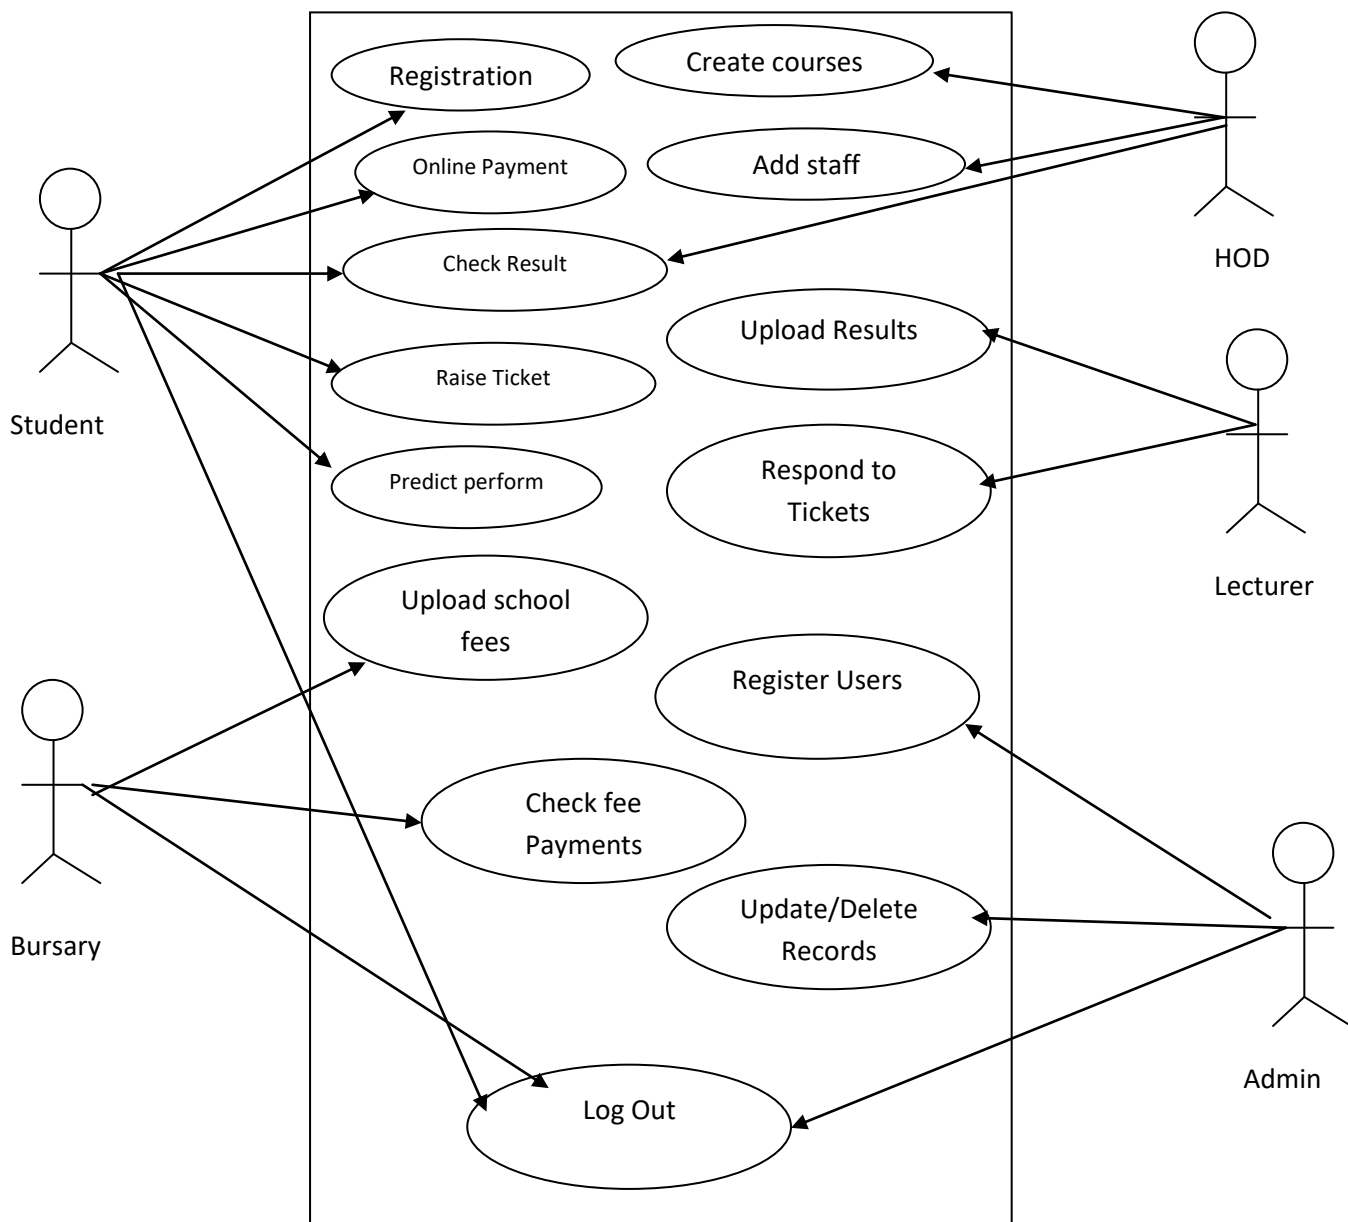 Registration
Create courses
Online Payment
Add staff
Check Result
HOD
Upload Results
Raise Ticket
Student
Predict perform
Respond to
Tickets
Lecturer
Upload school
fees
Register Users
Check fee
Payments
Bursary
Update/Delete
Records
Admin
Log Out